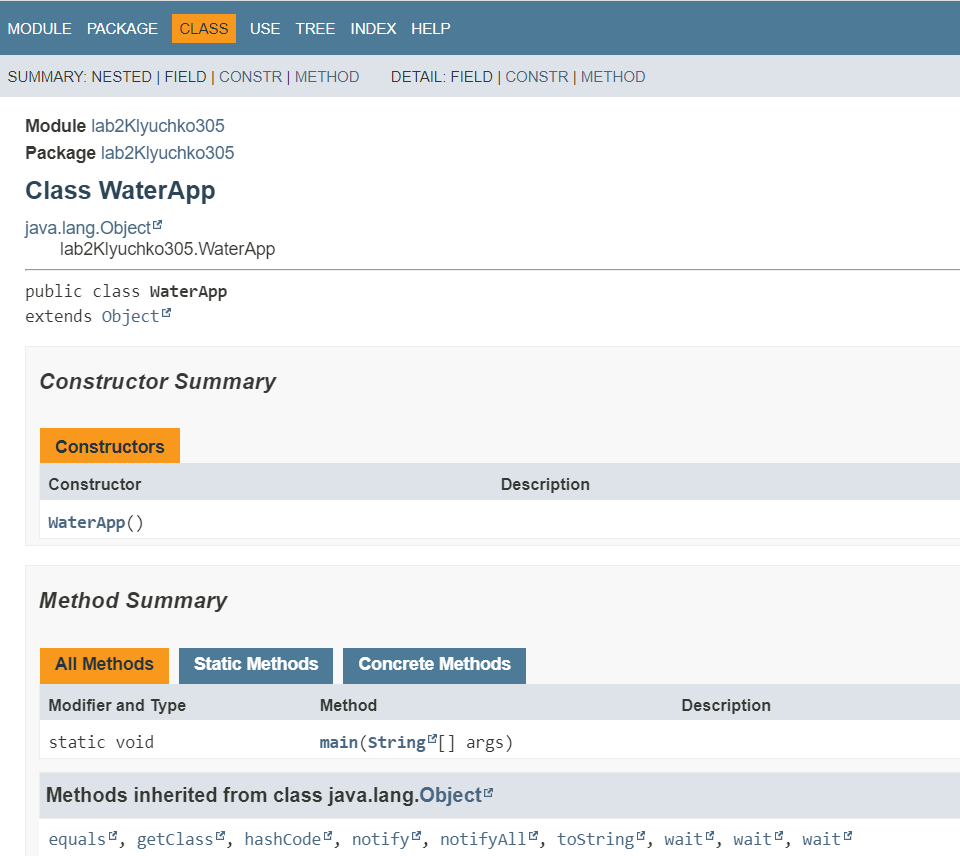 MODULE PACKAGE CLASS USE TREE INDEX HELP
SUMMARY: NESTED | FIELD | CONSTR | METHOD DETAIL: FIELD | CONSTR | METHOD
Module lab2Klyuchko305
Package lab2Klyuchko305
Class WaterApp
java.lang.Object
lab2Klyuchko305.WaterApp
public class WaterApp
extends Object
Constructor Summary
Constructors
Constructor Description
WaterApp()
Method Summary
All Methods Static Methods Concrete Methods
Modifier and Type Method Description
static void main(String[] args)
Methods inherited from class java.lang.Object
equals, getClass, hashCode, notify, notifyAll, toString, wait, wait, wait